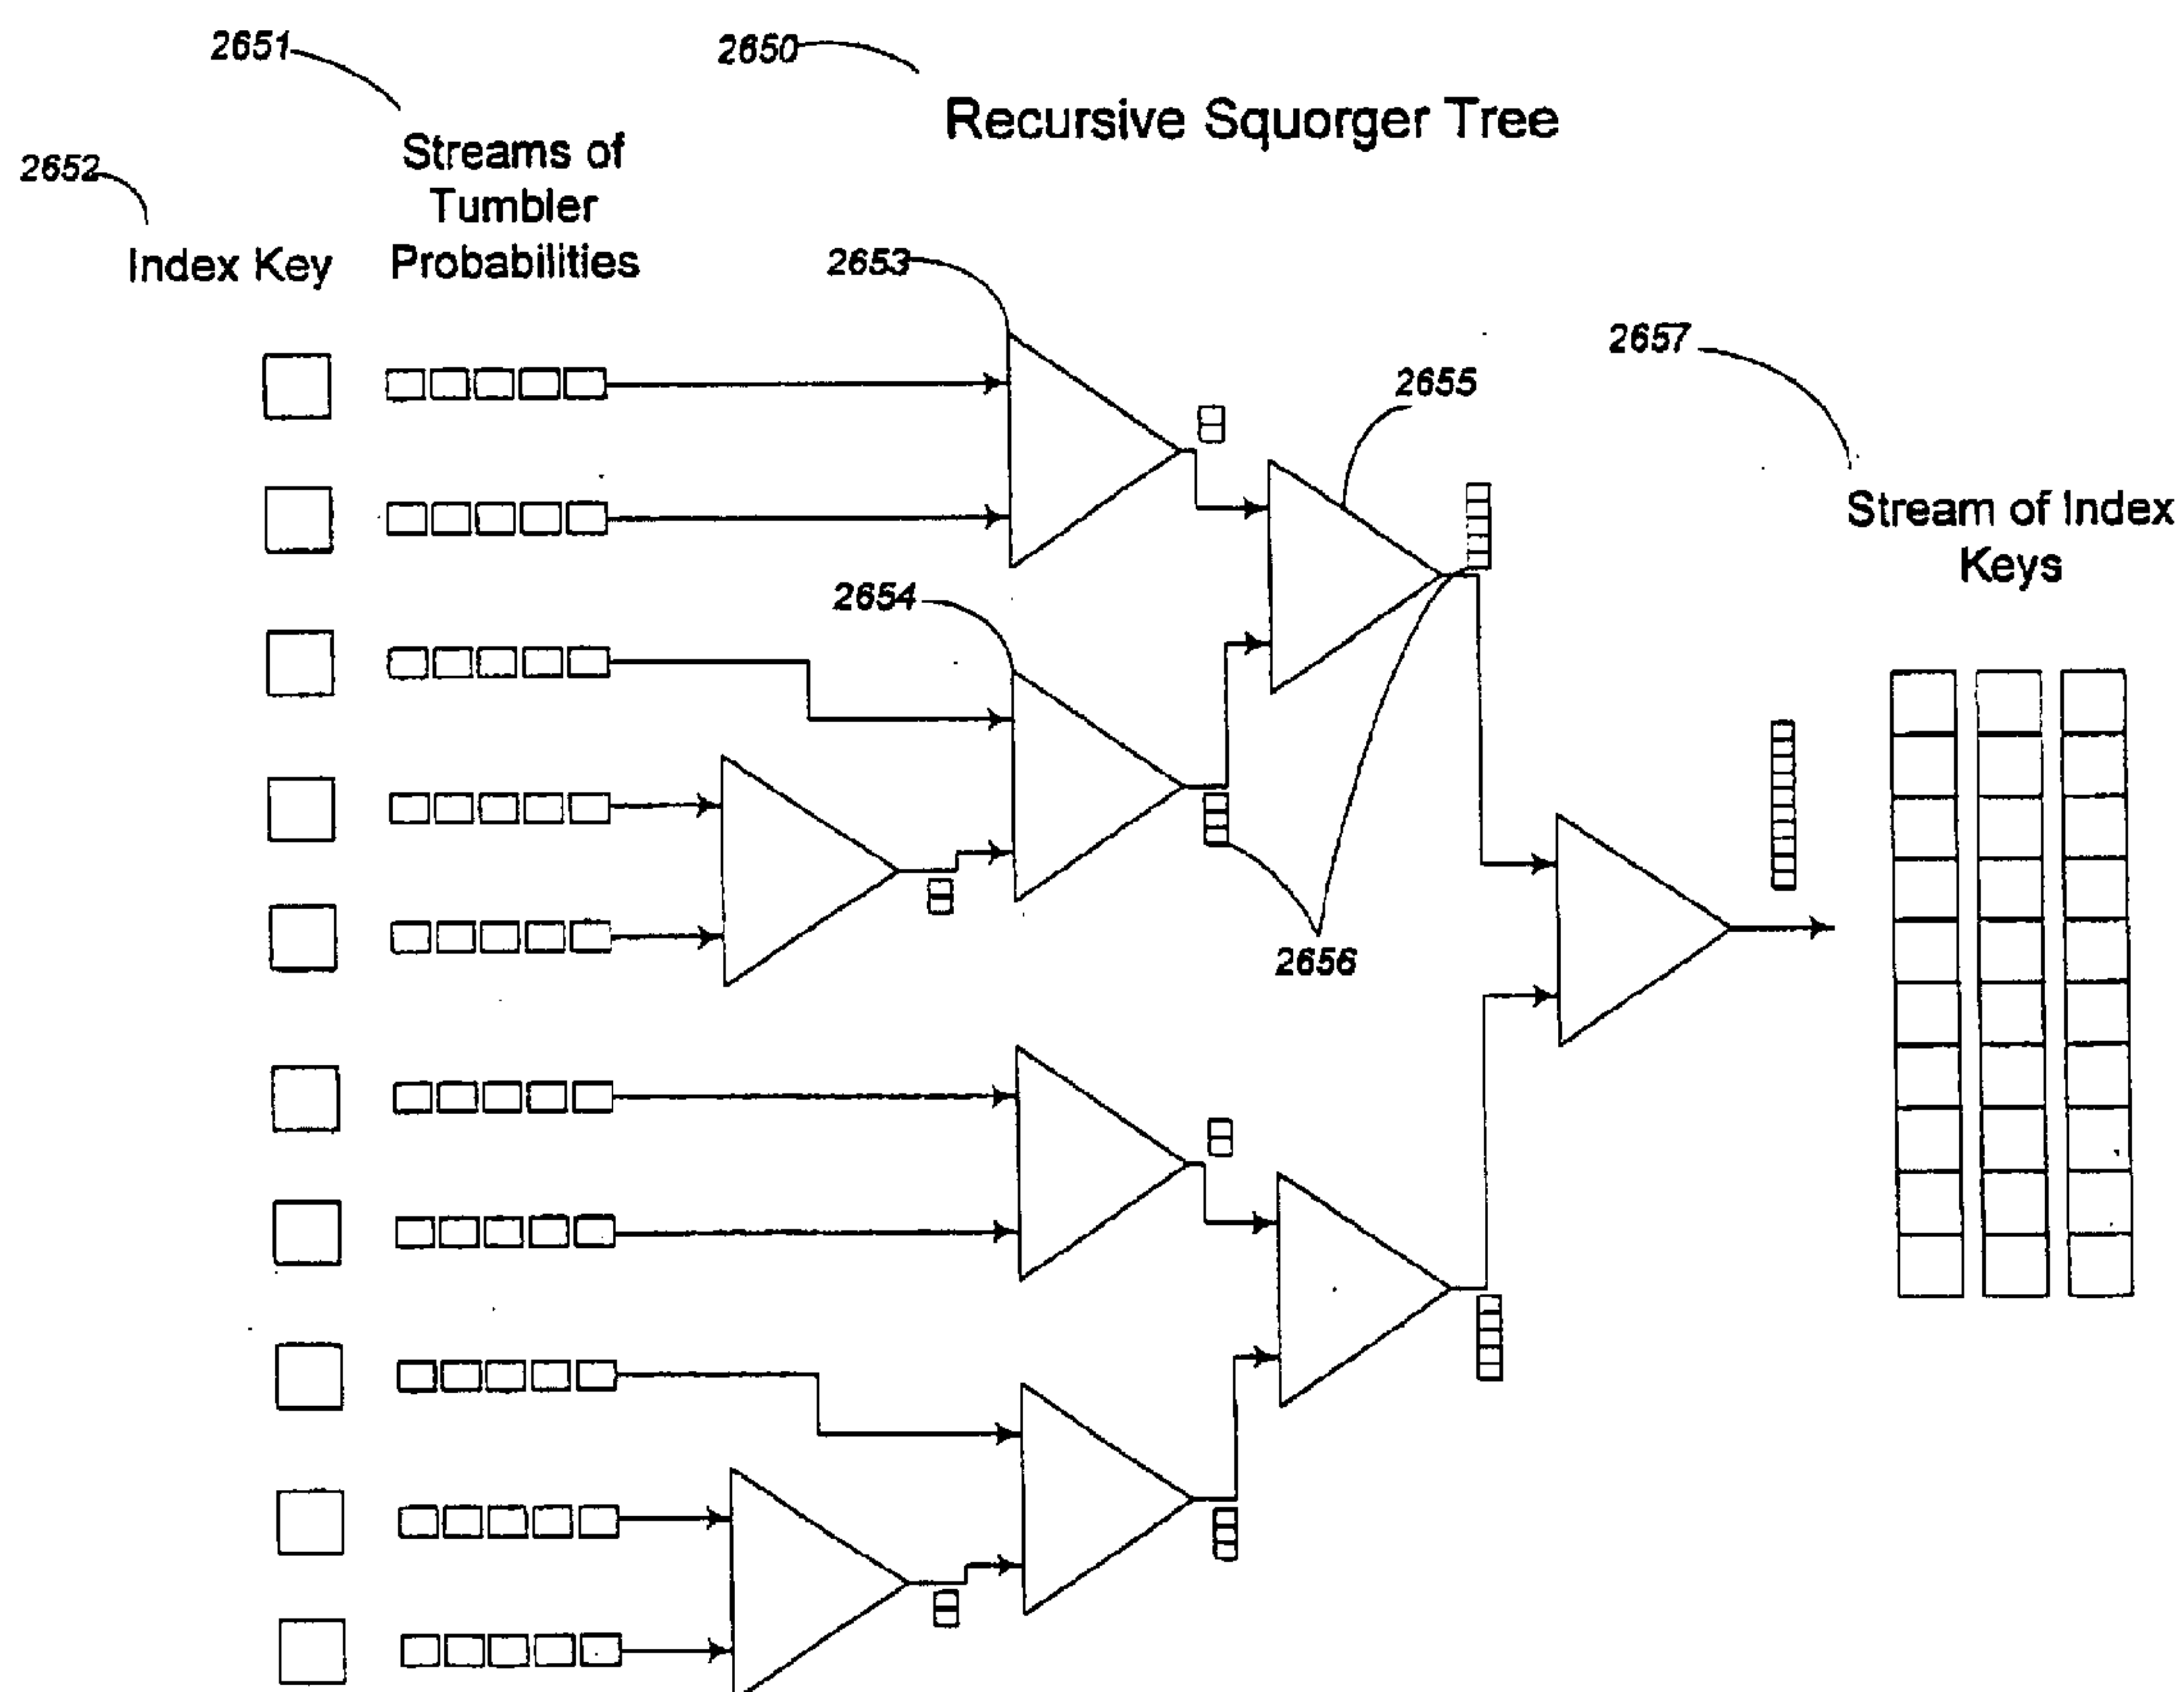 2651
2650
Recursive Squorger Tree
2652
Streams of
Tumbler
Probabilities
Index Key
2653
2657
2655
Stream of Index
Keys
2654
2656